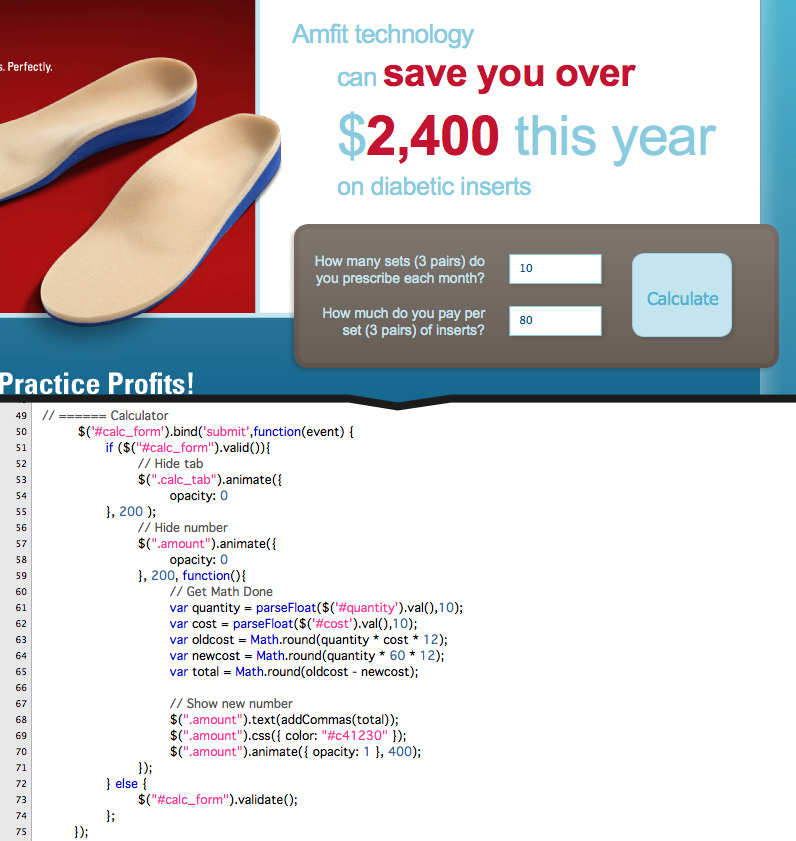 s. Perfectly.
Amfit technology
can save you over
$2,400 this year
on diabetic inserts
How many sets (3 pairs) do
you prescribe each month?
10
How much do you pay per
set (3 pairs) of inserts?
80
Calculate
Practice Profits!
49 // ====== Calculator
50 $('#calc_form').bind('submit',function(event) {
51 if ($("#calc_form").valid()){
52 // Hide tab
53 $(".calc_tab").animate({
54 opacity: 0
55 }, 200 );
56 // Hide number
57 $(".amount").animate({
58 opacity: 0
59 }, 200, function(){
60 // Get Math Done
61 var quantity = parseFloat($('#quantity').val(),10);
62 var cost = parseFloat($('#cost').val(),10);
63 var oldcost = Math.round(quantity * cost * 12);
64 var newcost = Math.round(quantity * 60 * 12);
65 var total = Math.round(oldcost - newcost);
66
67 // Show new number
68 $(".amount").text(addCommas(total));
69 $(".amount").css({ color: "#c41230" });
70 $(".amount").animate({ opacity: 1 }, 400);
71 });
72 } else {
73 $("#calc_form").validate();
74 };
75 });